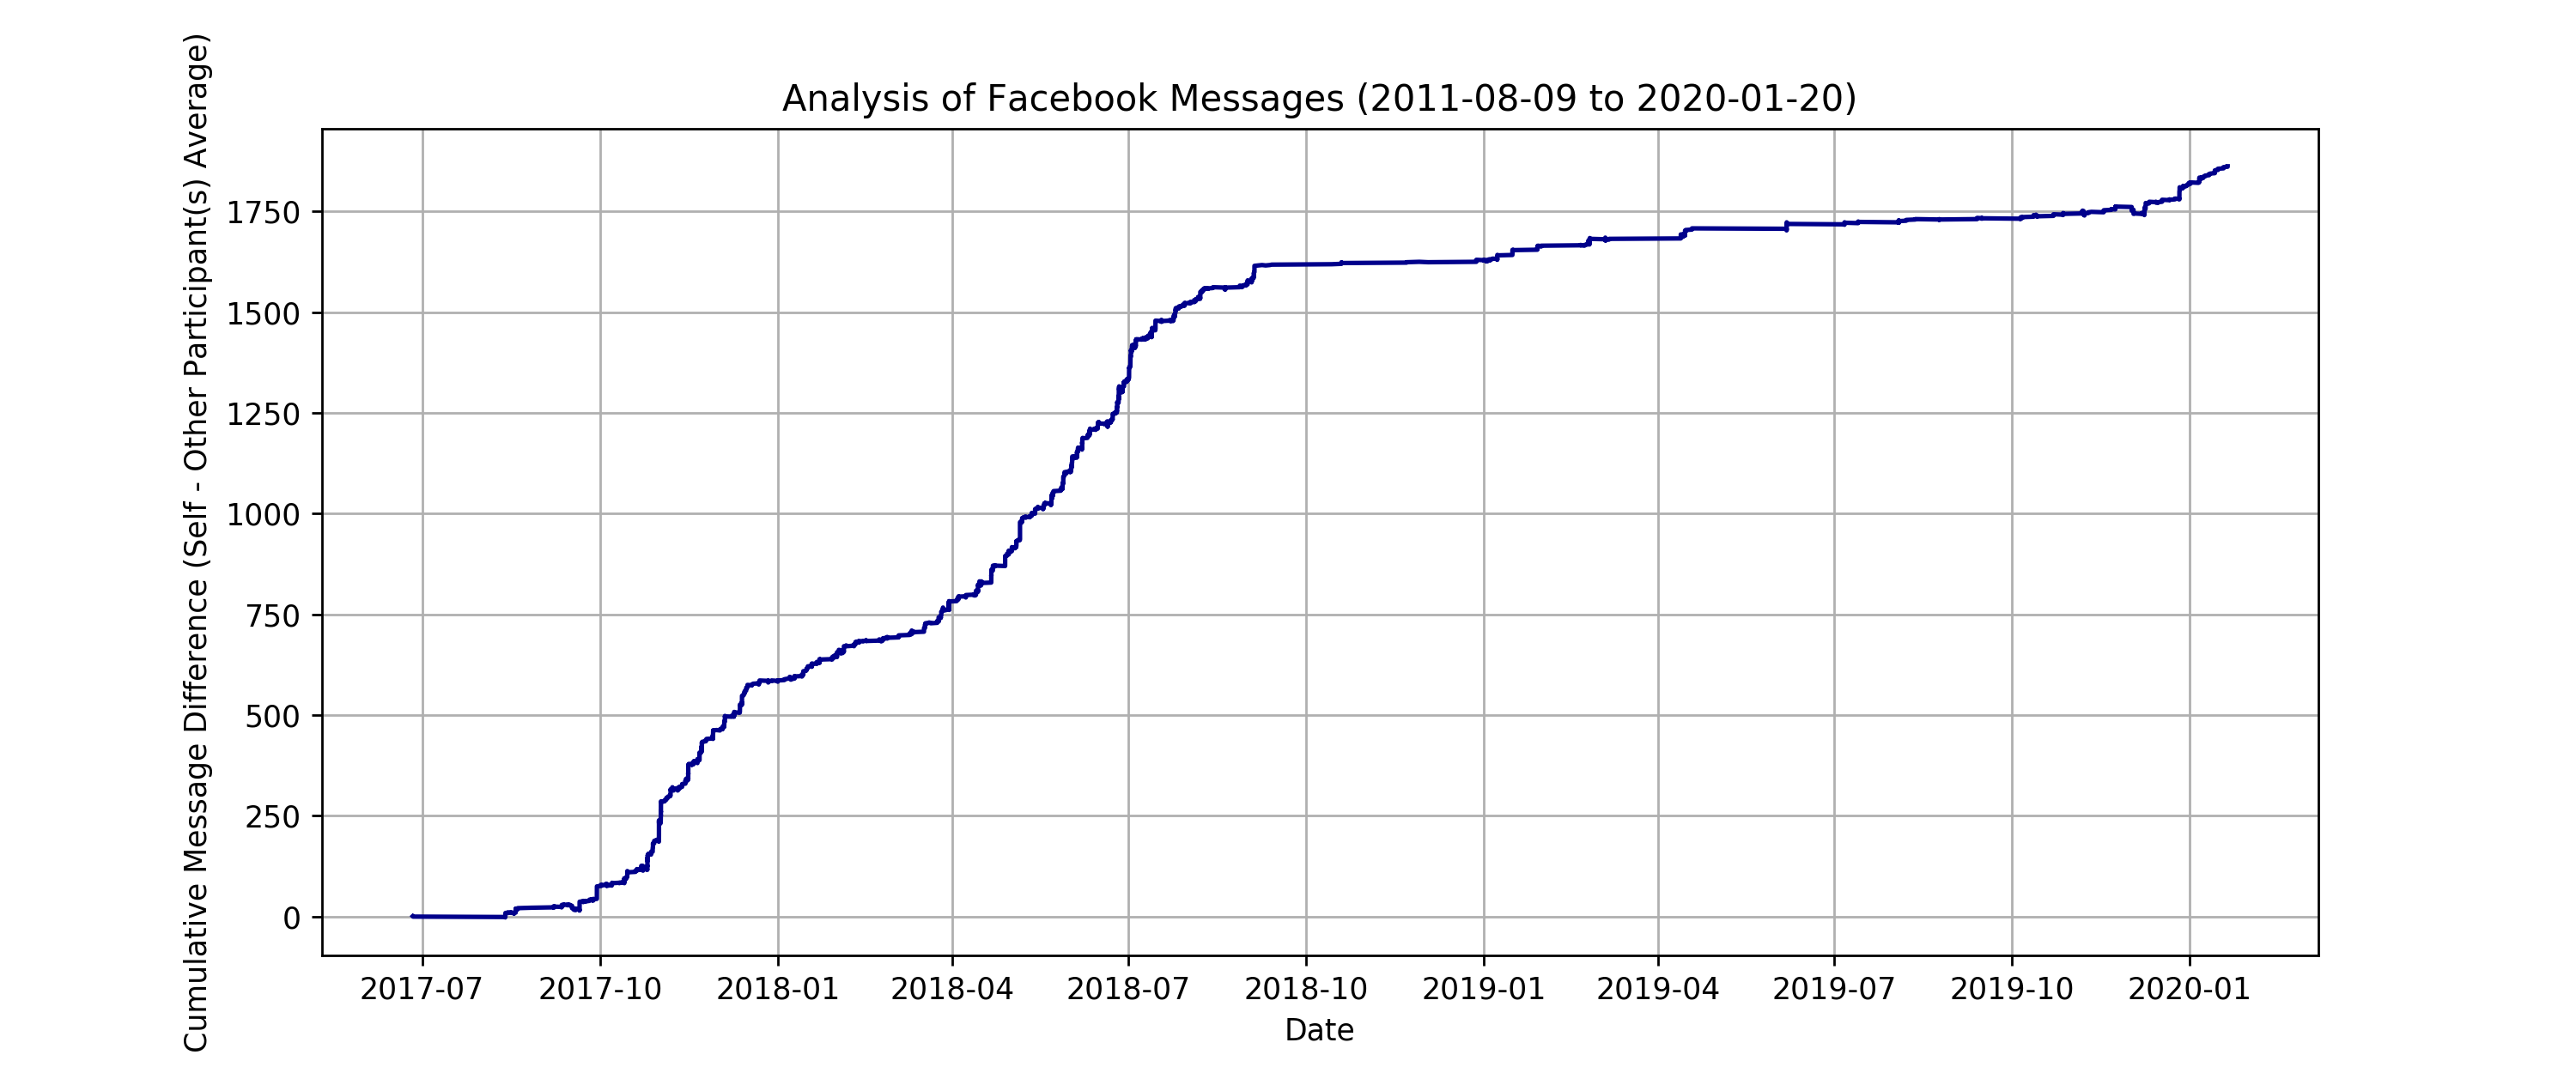 Analysis of Facebook Messages (2011-08-09 to 2020-01-20)
Cumulative Message Difference (Self - Other Participant(s) Average)
1750
1500
1250
1000
750
500
250
0
2017-07 2017-10 2018-01 2018-04 2018-07 2018-10 2019-01 2019-04 2019-07 2019-10 2020-01
Date